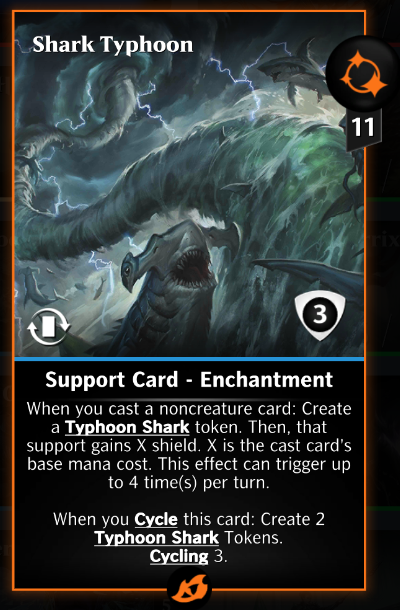 Shark Typhoon
11
3
Support Card - Enchantment
When you cast a noncreature card: Create
a Typhoon Shark token. Then, that
support gains X shield. X is the cast card's
base mana cost. This effect can trigger up
to 4 time(s) per turn.
When you Cycle this card: Create 2
Typhoon Shark Tokens.
Cycling 3.